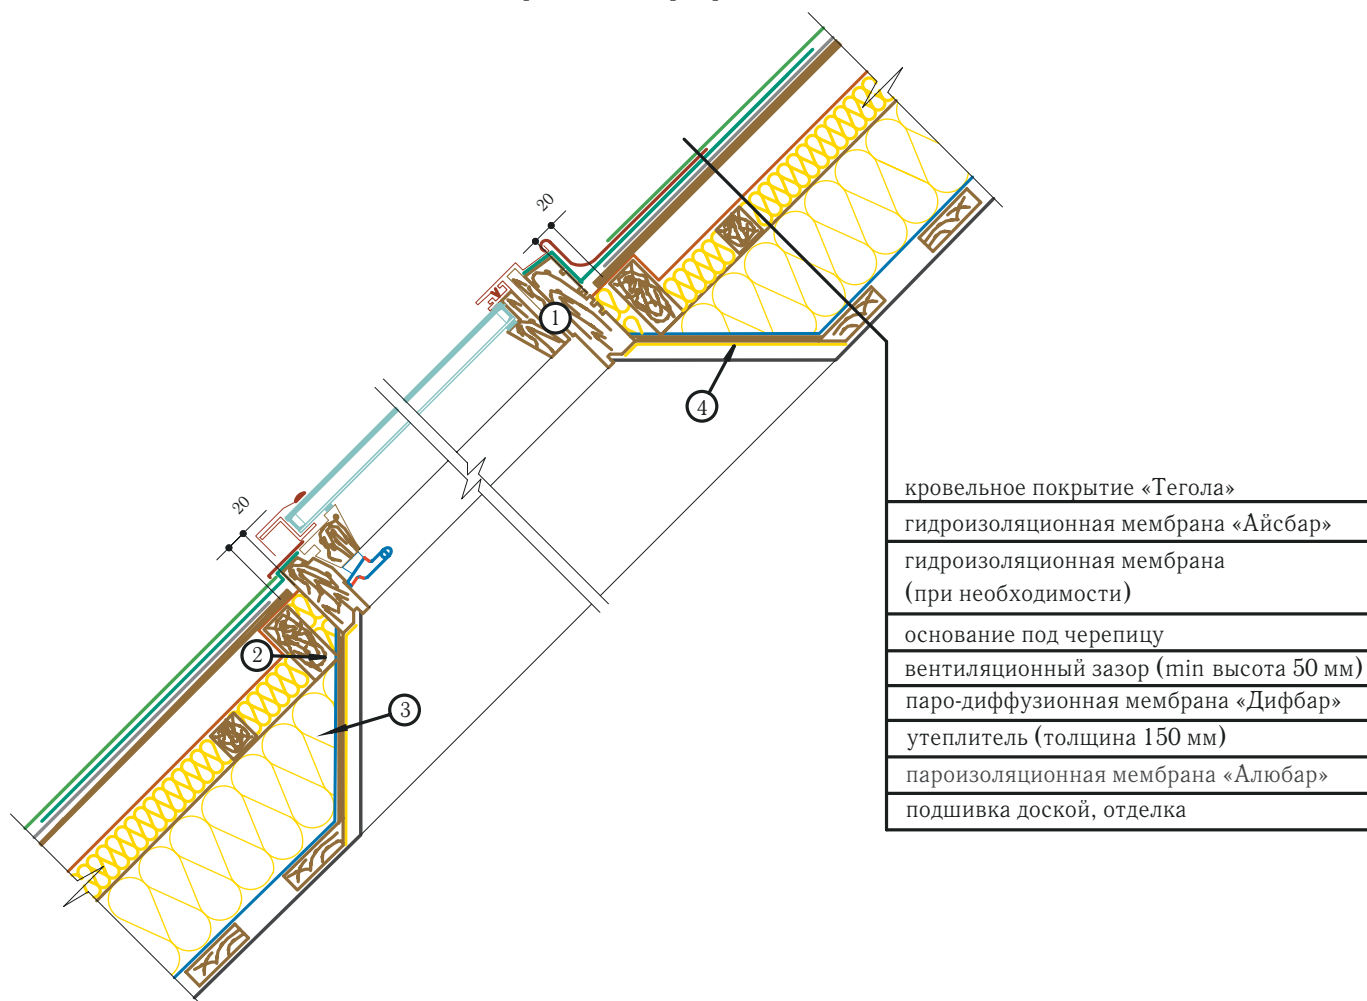 20
1
4
20
2
3
кровельное покрытие «Тегола»
гидроизоляционная мембрана «Айсбар»
гидроизоляционная мембрана
(при необходимости)
основание под черепицу
вентиляционный зазор (min высота 50 мм)
паро-диффузионная мембрана «Дифбар»
утеплитель (толщина 150 мм)
пароизоляционная мембрана «Алюбар»
подшивка доской, отделка